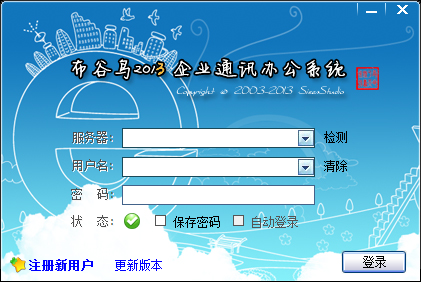 布谷鸟2013企业通讯办公系统
Copyright © 2003-2013 SinoStudio
服务器： 检测
用户名： 清除
密 码：
状 态： 保存密码 自动登录
注册新用户 更新版本 登录